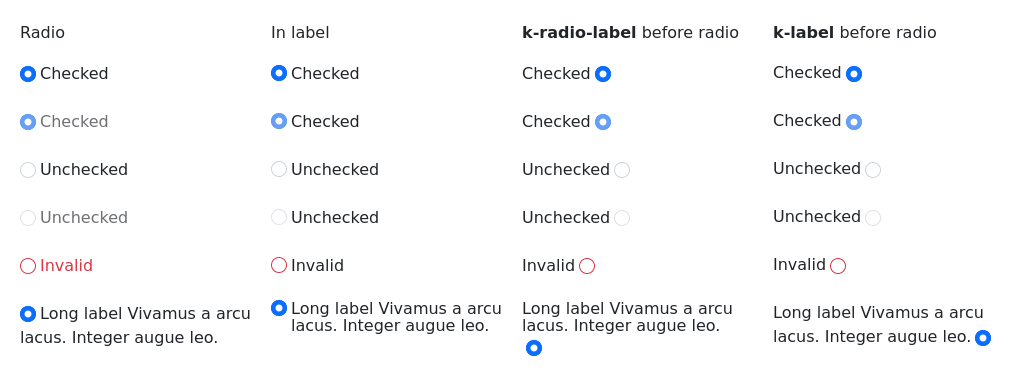 Radio
Checked
Checked
Unchecked
Unchecked
Invalid
Long label Vivamus a arcu
lacus. Integer augue leo.
In label
Checked
Checked
Unchecked
Unchecked
Invalid
Long label Vivamus a arcu
lacus. Integer augue leo.
k-radio-label before radio
Checked
Checked
Unchecked
Unchecked
Invalid
Long label Vivamus a arcu
lacus. Integer augue leo.
k-label before radio
Checked
Checked
Unchecked
Unchecked
Invalid
Long label Vivamus a arcu
lacus. Integer augue leo.